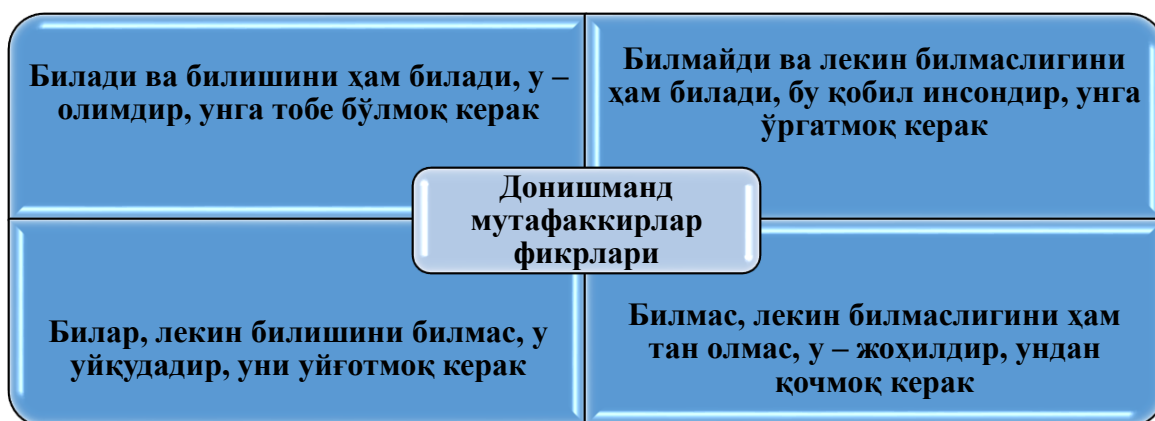 Билади ва билишини ҳам билади, у –
олимдир, унга тобе бўлмоқ керак
Билмайди ва лекин билмаслигини
ҳам билади, бу қобил инсондир, унга
ўргатмоқ керак
Донишманд
мутафаккирлар
фикрлари
Билар, лекин билишини билмас, у
уйқудадир, уни уйғотмоқ керак
Билмас, лекин билмаслигини ҳам
тан олмас, у – жоҳилдир, ундан
қочмоқ керак